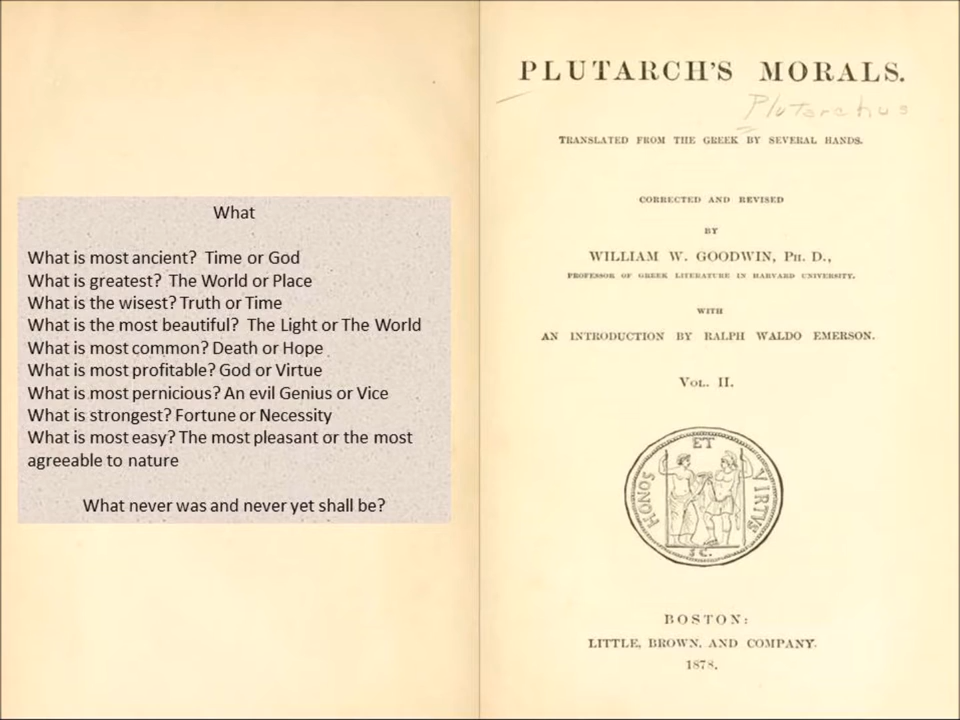 What
What is most ancient?  Time or God
What is greatest?  The World or Place
What is the wisest? Truth or Time
What is the most beautiful?  The Light or The World
What is most common? Death or Hope
What is most profitable? God or Virtue
What is most pernicious? An evil Genius or Vice
What is strongest? Fortune or Necessity
What is most easy? The most pleasant or the most
agreeable to nature
What never was and never yet shall be?
PLUTARCH'S MORALS.
Plutarchus
TRANSLATED FROM THE GREEK BY SEVERAL HANDS.
CORRECTED AND REVISED
BY
WILLIAM W. GOODWIN, PH. D.,
PROFESSOR OF GREEK LITERATURE IN HARVARD UNIVERSITY.
WITH
AN INTRODUCTION BY RALPH WALDO EMERSON.
VOL. II.
HONOS ET VIRTVS
S C.
BOSTON:
LITTLE, BROWN, AND COMPANY.
1878.